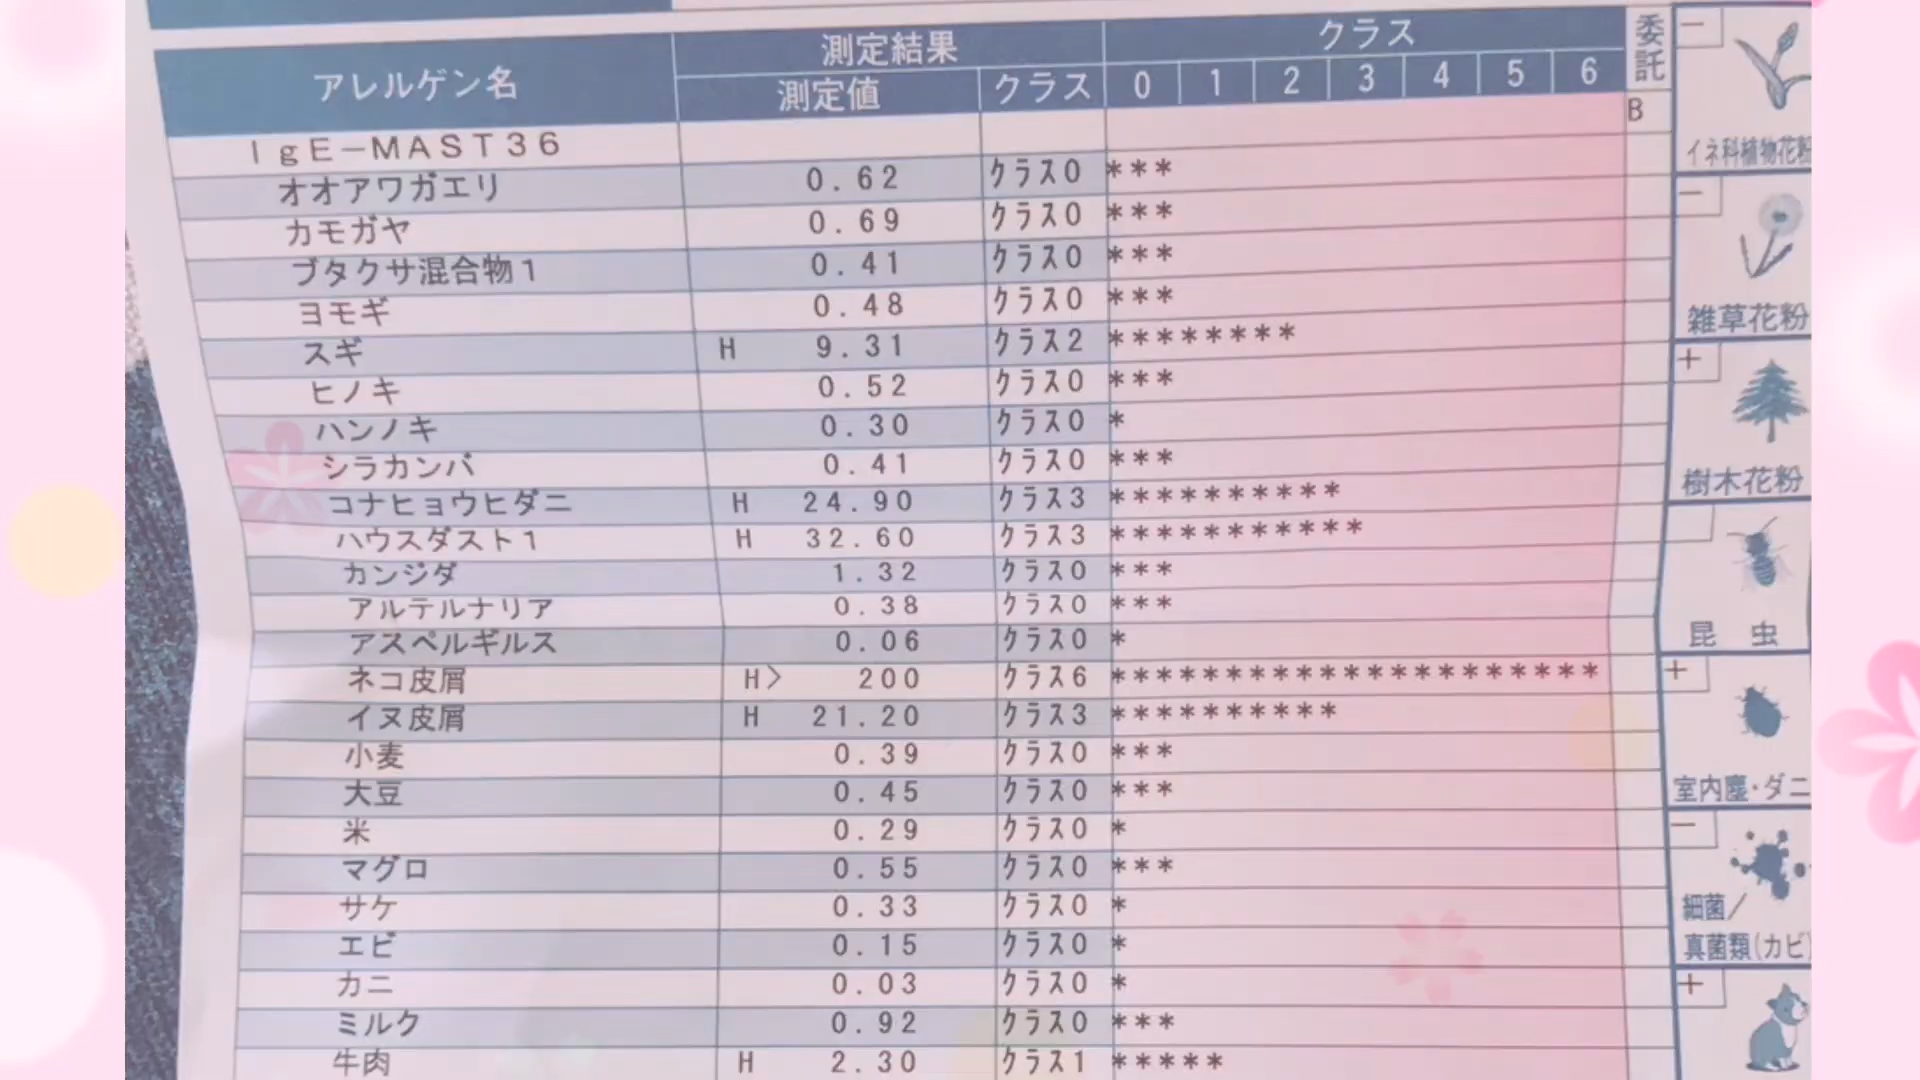 アレルゲン名 測定結果 クラス 委託
測定値 クラス 0 1 2 3 4 5 6
IgE-MAST36 B
オオアワガエリ 0.62 クラス0 ***
カモガヤ 0.69 クラス0 ***
ブタクサ混合物1 0.41 クラス0 ***
ヨモギ 0.48 クラス0 ***
スギ H 9.31 クラス2 ********
ヒノキ 0.52 クラス0 ***
ハンノキ 0.30 クラス0 *
シラカンバ 0.41 クラス0 ***
コナヒョウヒダニ H 24.90 クラス3 **********
ハウスダスト1 H 32.60 クラス3 ***********
カンジダ 1.32 クラス0 ***
アルテルナリア 0.38 クラス0 ***
アスペルギルス 0.06 クラス0 *
ネコ皮屑 H> 200 クラス6 *********************
イヌ皮屑 H 21.20 クラス3 **********
小麦 0.39 クラス0 ***
大豆 0.45 クラス0 ***
米 0.29 クラス0 *
マグロ 0.55 クラス0 ***
サケ 0.33 クラス0 *
エビ 0.15 クラス0 *
カニ 0.03 クラス0 *
ミルク 0.92 クラス0 ***
牛肉 H 2.30 クラス1 *****
−
イネ科植物花粉
−
雑草花粉
+
樹木花粉
昆 虫
+
室内塵・ダニ
−
細菌/
真菌類(カビ)
+